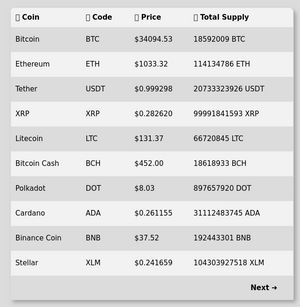 Coin Code Price Total Supply
Bitcoin BTC $34094.53 18592009 BTC
Ethereum ETH $1033.32 114134786 ETH
Tether USDT $0.999298 20733323926 USDT
XRP XRP $0.282620 99991841593 XRP
Litecoin LTC $131.37 66720845 LTC
Bitcoin Cash BCH $452.00 18618933 BCH
Polkadot DOT $8.03 897657920 DOT
Cardano ADA $0.261155 31112483745 ADA
Binance Coin BNB $37.52 192443301 BNB
Stellar XLM $0.241659 104303927518 XLM
Next →